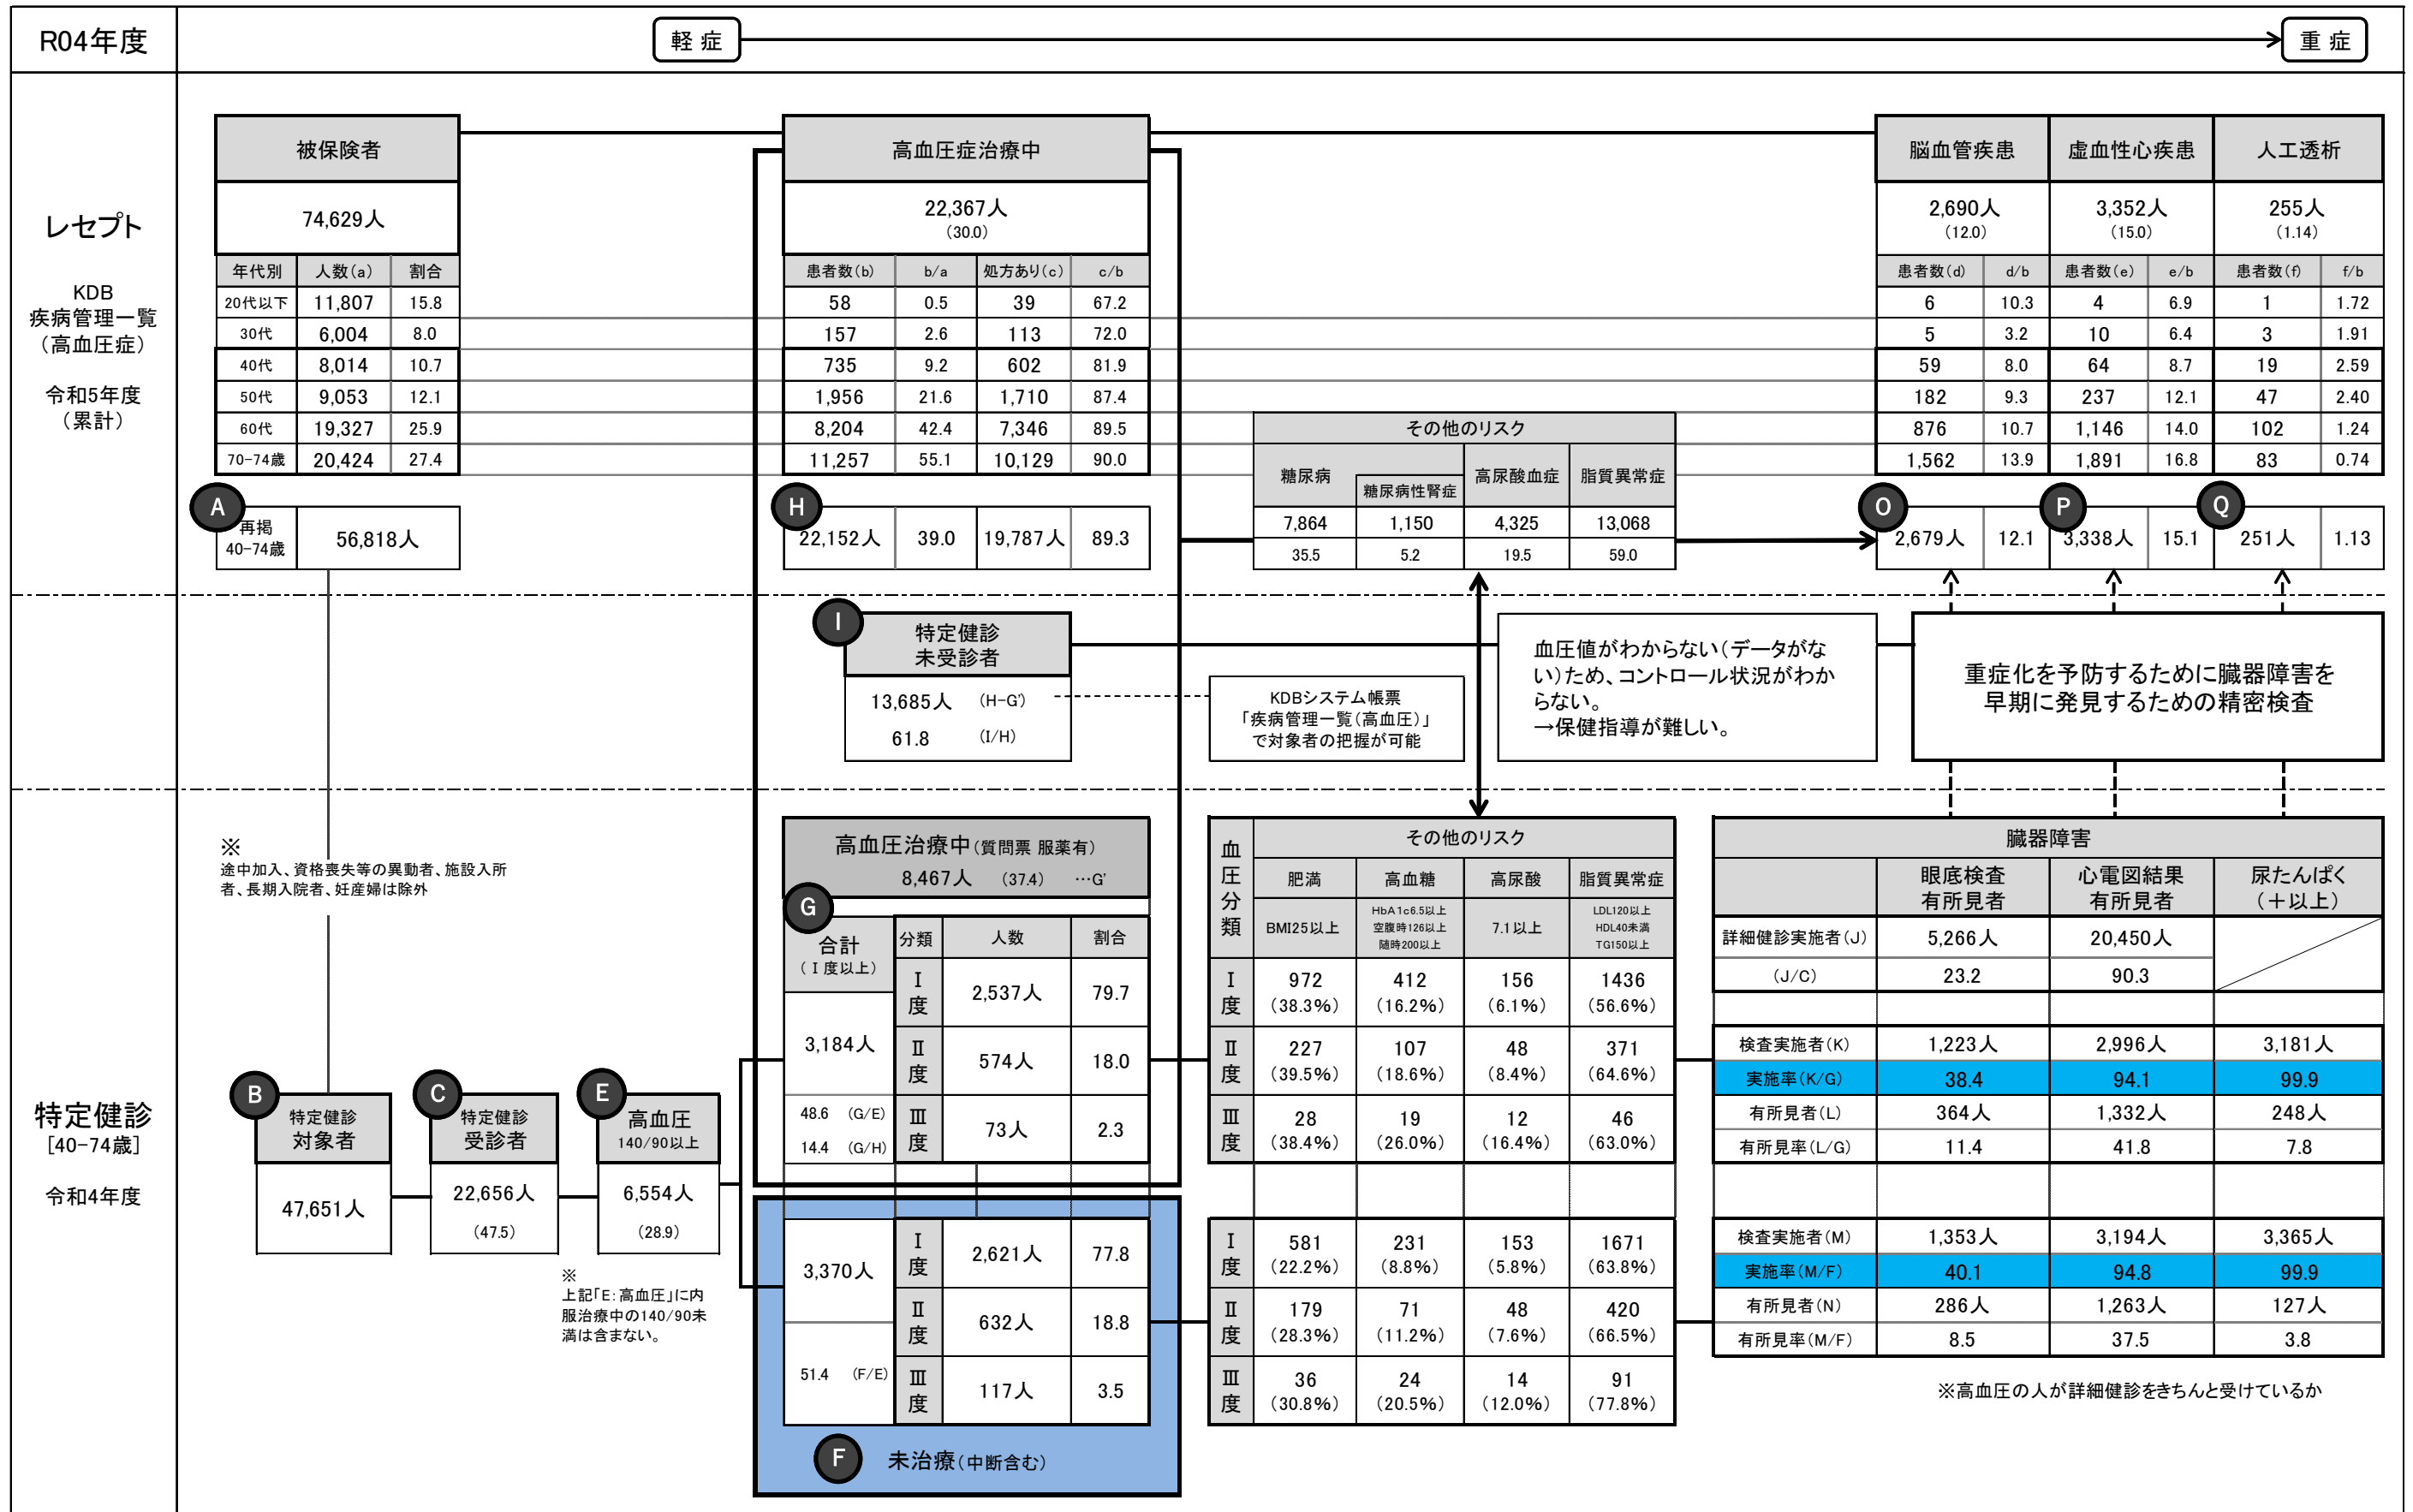 R04年度
軽 症
重 症
レセプト
KDB
疾病管理一覧
（高血圧症）
令和5年度
（累計）
被保険者
74,629人
年代別 人数(a) 割合
20代以下 11,807 15.8
30代 6,004 8.0
40代 8,014 10.7
50代 9,053 12.1
60代 19,327 25.9
70-74歳 20,424 27.4
A
再掲
40-74歳
56,818人
高血圧症治療中
22,367人
（30.0）
患者数(b) b/a 処方あり(c) c/b
58 0.5 39 67.2
157 2.6 113 72.0
735 9.2 602 81.9
1,956 21.6 1,710 87.4
8,204 42.4 7,346 89.5
11,257 55.1 10,129 90.0
H
22,152人 39.0 19,787人 89.3
その他のリスク
糖尿病 糖尿病性腎症 高尿酸血症 脂質異常症
7,864 1,150 4,325 13,068
35.5 5.2 19.5 59.0
脳血管疾患 虚血性心疾患 人工透析
2,690人 3,352人 255人
（12.0） （15.0） （1.14）
患者数(d) d/b 患者数(e) e/b 患者数(f) f/b
6 10.3 4 6.9 1 1.72
5 3.2 10 6.4 3 1.91
59 8.0 64 8.7 19 2.59
182 9.3 237 12.1 47 2.40
876 10.7 1,146 14.0 102 1.24
1,562 13.9 1,891 16.8 83 0.74
O P Q
2,679人 12.1 3,338人 15.1 251人 1.13
I
特定健診
未受診者
13,685人 （H-G'）
61.8 （I/H）
KDBシステム帳票
「疾病管理一覧（高血圧）」
で対象者の把握が可能
血圧値がわからない（データがな
い）ため、コントロール状況がわか
らない。
→保健指導が難しい。
重症化を予防するために臓器障害を
早期に発見するための精密検査
特定健診
[40-74歳]
令和4年度
※
途中加入、資格喪失等の異動者、施設入所
者、長期入院者、妊産婦は除外
B
特定健診
対象者
47,651人
C
特定健診
受診者
22,656人
（47.5）
E
高血圧
140/90以上
6,554人
（28.9）
※
上記「E：高血圧」に内
服治療中の140/90未
満は含まない。
高血圧治療中（質問票 服薬有）
8,467人 （37.4） …G'
G
合計
（Ⅰ度以上）
分類 人数 割合
Ⅰ度 2,537人 79.7
3,184人
Ⅱ度 574人 18.0
48.6 （G/E）
14.4 （G/H）
Ⅲ度 73人 2.3
3,370人
Ⅰ度 2,621人 77.8
Ⅱ度 632人 18.8
51.4 （F/E）
Ⅲ度 117人 3.5
F
未治療（中断含む）
血圧分類
その他のリスク
肥満 高血糖 高尿酸 脂質異常症
BMI25以上
HbA1c6.5以上
空腹時126以上
随時200以上
7.1以上
LDL120以上
HDL40未満
TG150以上
Ⅰ度 972 412 156 1436
（38.3%） （16.2%） （6.1%） （56.6%）
Ⅱ度 227 107 48 371
（39.5%） （18.6%） （8.4%） （64.6%）
Ⅲ度 28 19 12 46
（38.4%） （26.0%） （16.4%） （63.0%）
Ⅰ度 581 231 153 1671
（22.2%） （8.8%） （5.8%） （63.8%）
Ⅱ度 179 71 48 420
（28.3%） （11.2%） （7.6%） （66.5%）
Ⅲ度 36 24 14 91
（30.8%） （20.5%） （12.0%） （77.8%）
臓器障害
眼底検査
有所見者
心電図結果
有所見者
尿たんぱく
（＋以上）
詳細健診実施者(J) 5,266人 20,450人
(J/C) 23.2 90.3
検査実施者(K) 1,223人 2,996人 3,181人
実施率(K/G) 38.4 94.1 99.9
有所見者(L) 364人 1,332人 248人
有所見率(L/G) 11.4 41.8 7.8
検査実施者(M) 1,353人 3,194人 3,365人
実施率(M/F) 40.1 94.8 99.9
有所見者(N) 286人 1,263人 127人
有所見率(M/F) 8.5 37.5 3.8
※高血圧の人が詳細健診をきちんと受けているか